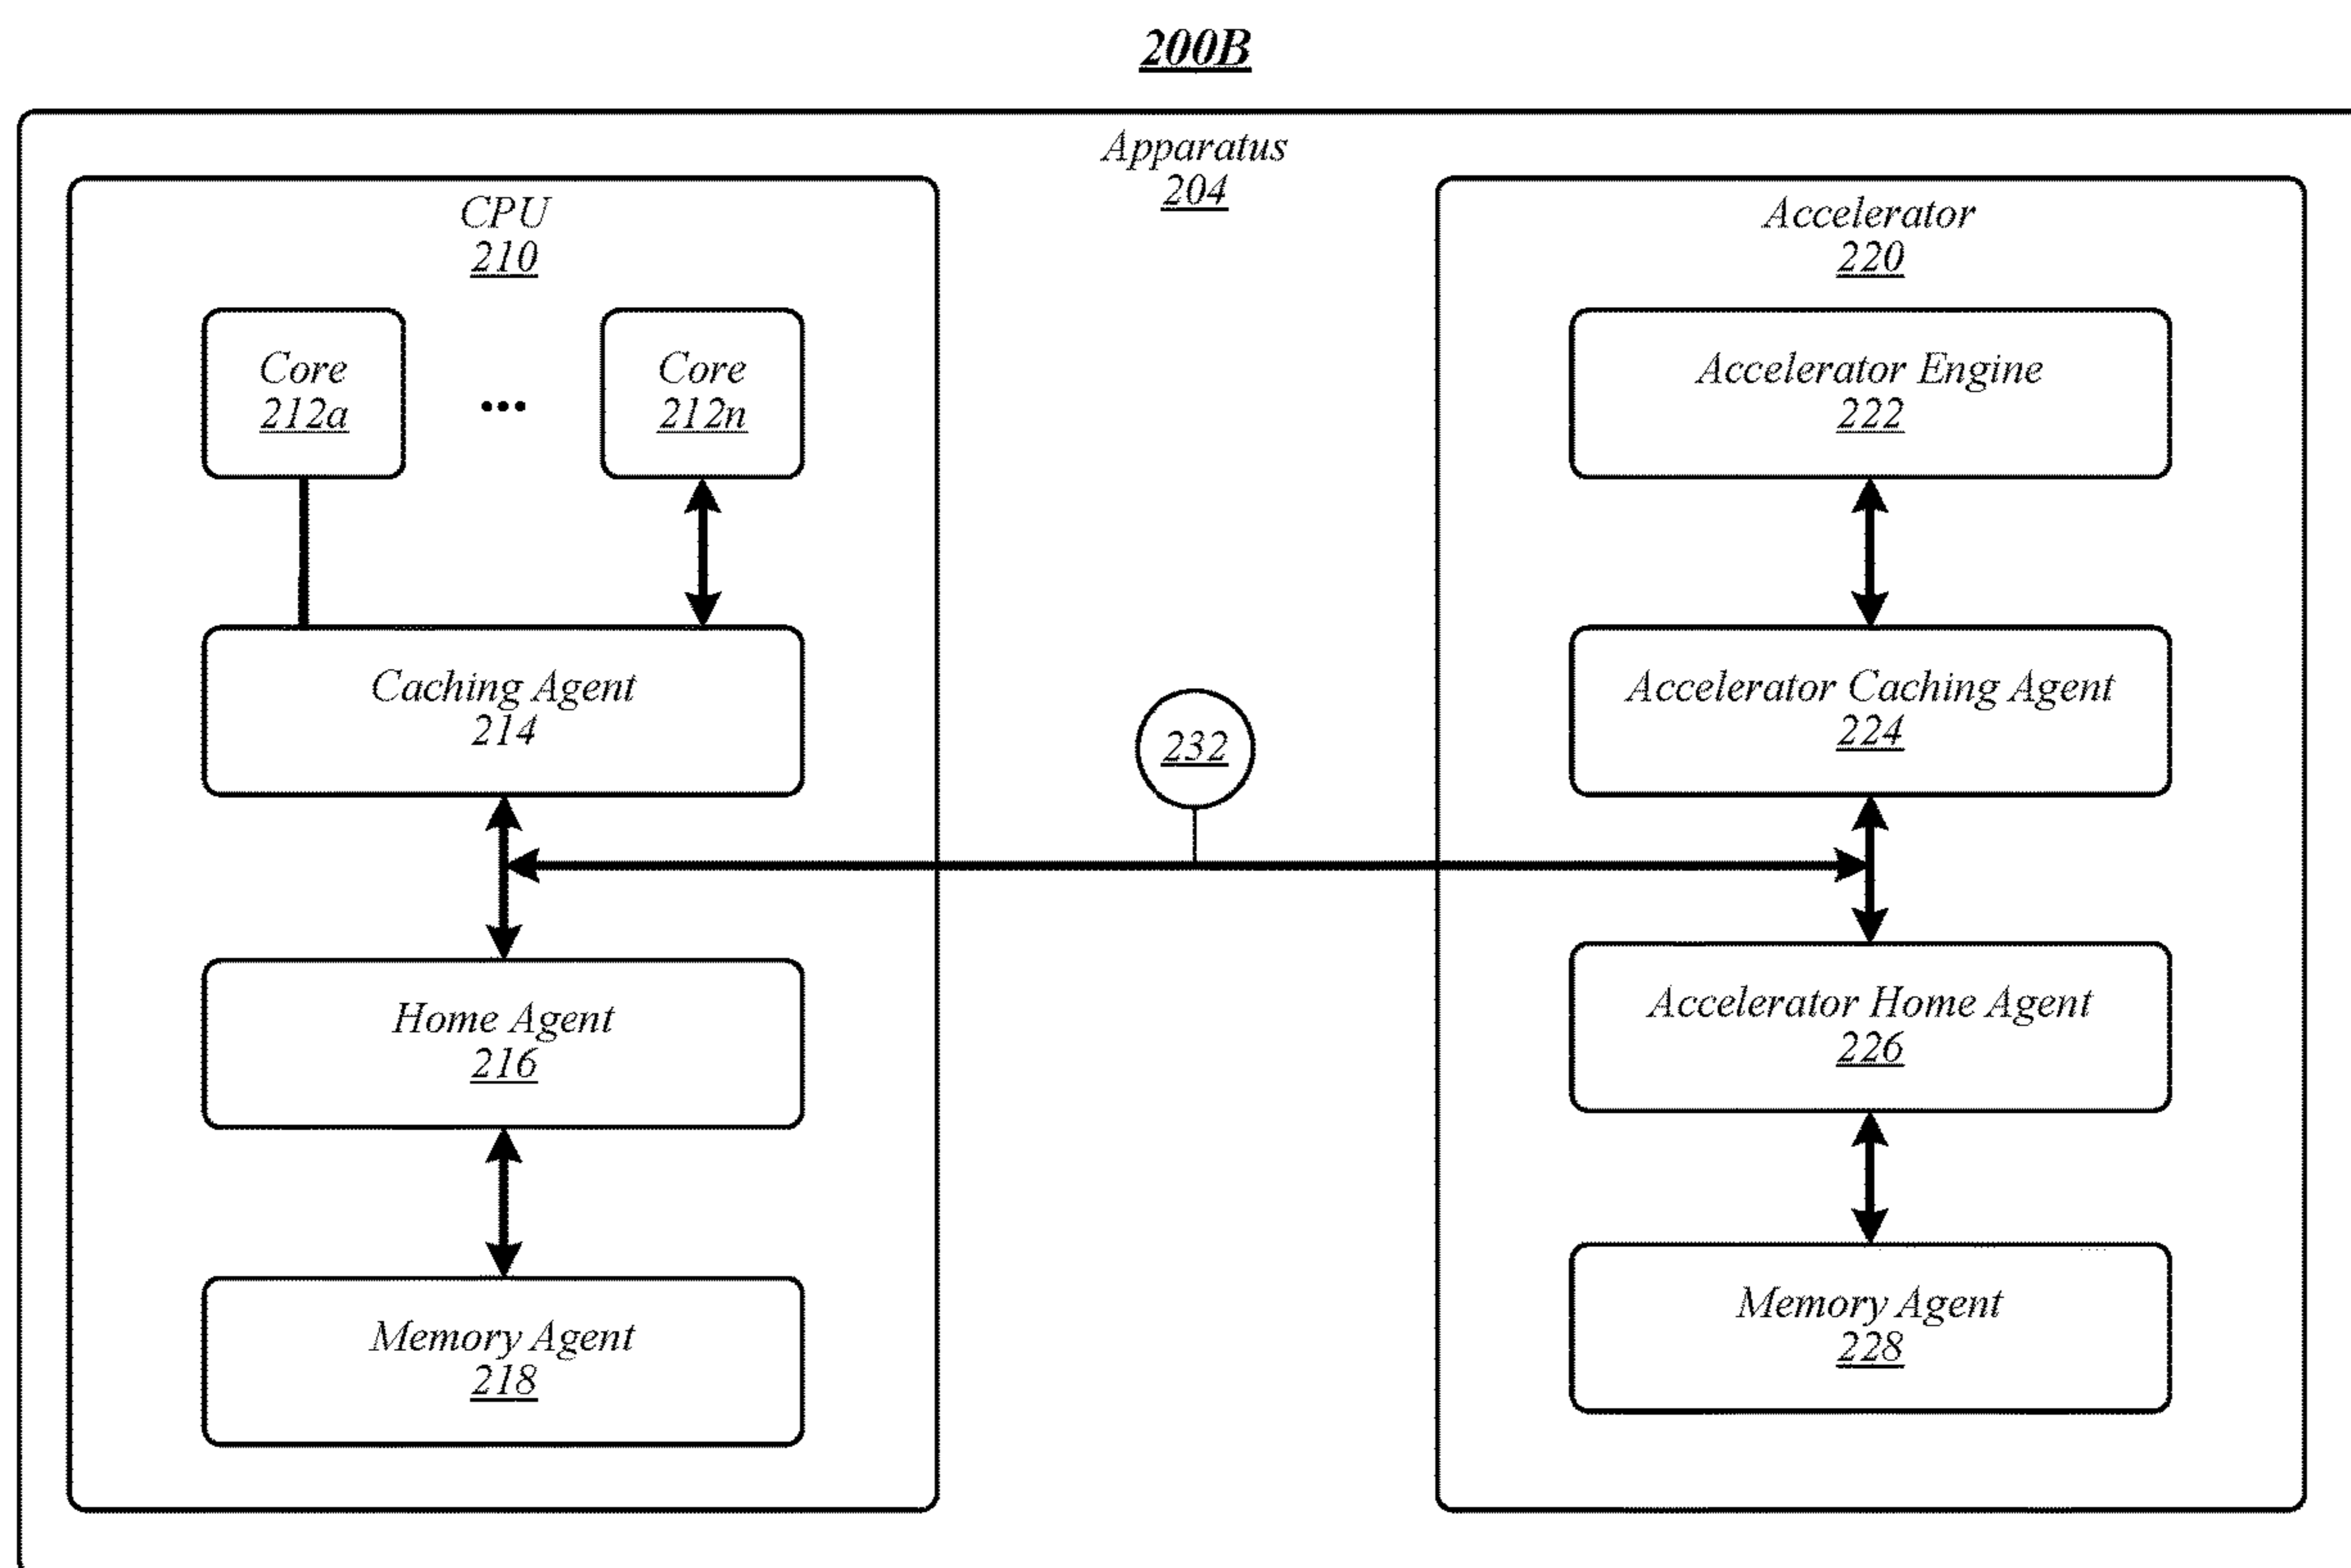 200B
Apparatus
204
CPU
210
Core
212a
...
Core
212n
Caching Agent
214
Home Agent
216
Memory Agent
218
232
Accelerator
220
Accelerator Engine
222
Accelerator Caching Agent
224
Accelerator Home Agent
226
Memory Agent
228